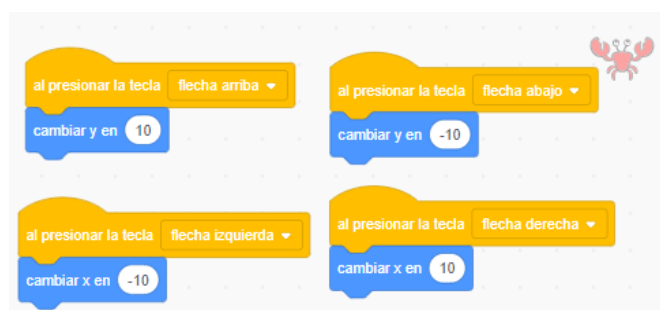 al presionar la tecla flecha arriba
cambiar y en 10
al presionar la tecla flecha abajo
cambiar y en -10
al presionar la tecla flecha izquierda
cambiar x en -10
al presionar la tecla flecha derecha
cambiar x en 10